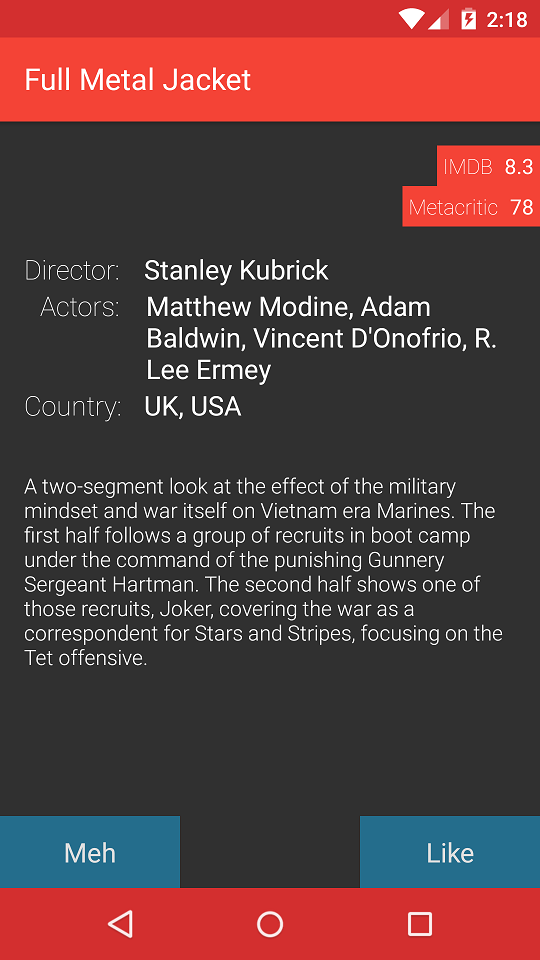 2:18
Full Metal Jacket
IMDB 8.3
Metacritic 78
Director: Stanley Kubrick
Actors: Matthew Modine, Adam
Baldwin, Vincent D'Onofrio, R.
Lee Ermey
Country: UK, USA
A two-segment look at the effect of the military
mindset and war itself on Vietnam era Marines. The
first half follows a group of recruits in boot camp
under the command of the punishing Gunnery
Sergeant Hartman. The second half shows one of
those recruits, Joker, covering the war as a
correspondent for Stars and Stripes, focusing on the
Tet offensive.
Meh Like